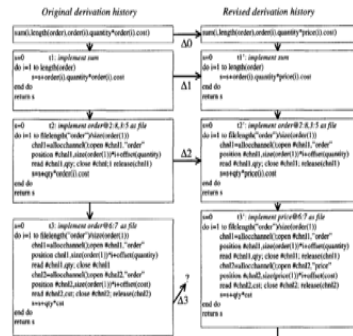 Original derivation history
sum(i,length(order),order(i).quantity*order(i).cost)
s=0 t1: implement sum
do i=1 to length(order)
s=s+order(i).quantity*order(i).cost
end do
return s
s=0 t2: implement order@2:8,3:5 as file
do i=1 to filelength("order")/size(order(1))
chnl1=allocchannel();open #chnl1,"order"
position #chnl1,size(order(1))*i+offset(quantity)
read #chnl1,qty; close #chnl1; release(chnl1)
s=s+qty*order(i).cost
end do
return s
s=0 t3: implement order@6:7 as file
do i=1 to filelength("order")/size(order(1))
chnl1=allocchannel();open #chnl1,"order"
position #chnl1,size(order(1))*i+offset(quantity)
read #chnl1,qty; close #chnl1; release(chnl1)
chnl2=allocchannel();open #chnl2,"order"
position #chnl2,size(order(1))*i+offset(cost)
read #chnl2,cst; close #chnl2; release(chnl2)
s=s+qty*cst
end do
return s
Δ0
Δ1
Δ2
?
Δ3
Revised derivation history
sum(i,length(order),order(i).quantity*price(i).cost)
s=0 t1': implement sum
do i=1 to length(order)
s=s+order(i).quantity*price(i).cost
end do
return s
s=0 t2': implement order@2:8,3:5 as file
do i=1 to filelength("order")/size(order(1))
chnl1=allocchannel();open #chnl1,"order"
position #chnl1,size(order(1))*i+offset(quantity)
read #chnl1,qty; close #chnl1; release(chnl1)
s=s+qty*price(i).cost
end do
return s
s=0 implement price@6:7 as file
do i=1 to filelength("order")/size(order(1))
chnl1=allocchannel();open #chnl1,"order"
position #chnl1,size(order(1))*i+offset(quantity)
read #chnl1,qty; close #chnl1; release(chnl1)
chnl2=allocchannel();open #chnl2,"price"
position #chnl2,size(price(1))*i+offset(cost)
read #chnl2,cst; close #chnl2; release(chnl2)
s=s+qty*cst
end do
return s